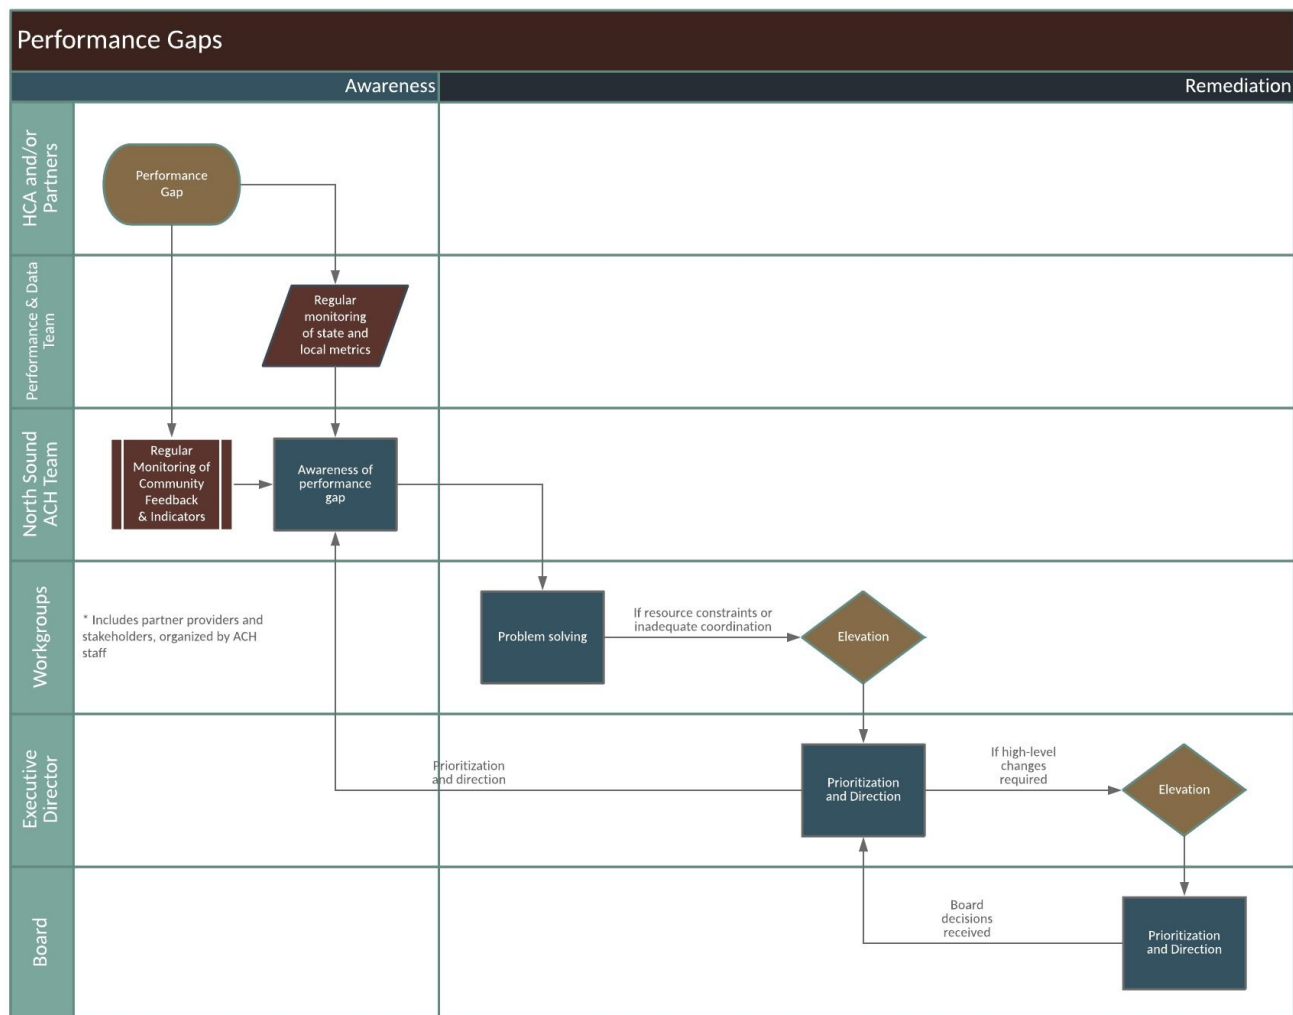 Performance Gaps
Awareness
Remediation
HCA and/or
Partners
Performance
Gap
Performance & Data
Team
Regular
monitoring
of state and
local metrics
North Sound
ACH Team
Regular
Monitoring of
Community
Feedback
& Indicators
Awareness of
performance
gap
Workgroups
* Includes partner providers and
stakeholders, organized by ACH
staff
Problem solving
If resource constraints or
inadequate coordination
Elevation
Executive
Director
Prioritization
and direction
Prioritization
and Direction
If high-level
changes
required
Elevation
Board
Board
decisions
received
Prioritization
and Direction